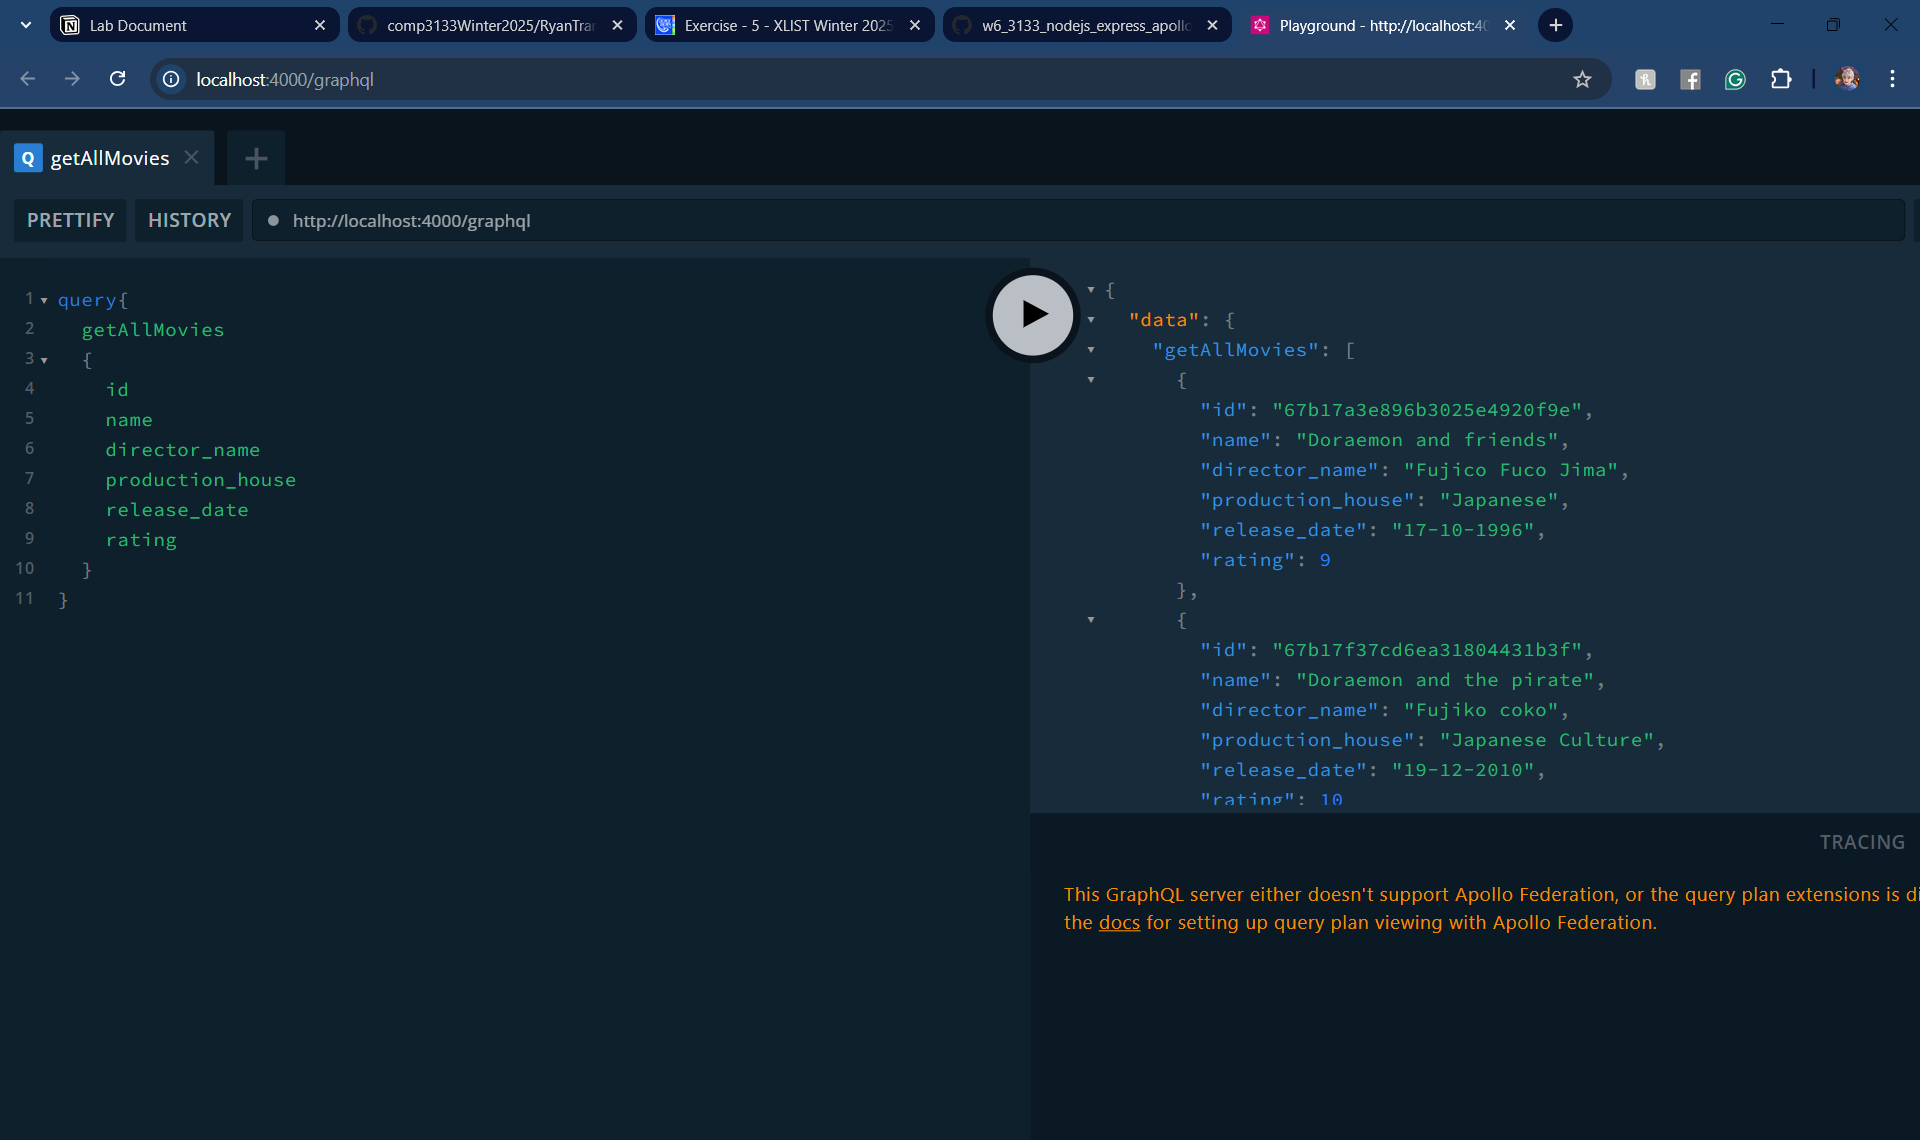 Lab Document
comp3133Winter2025/RyanTra
Exercise - 5 - XLIST Winter 2025
w6_3133_nodejs_express_apollo
Playground - http://localhost:40
localhost:4000/graphql
Q getAllMovies
PRETTIFY
HISTORY
http://localhost:4000/graphql
1 query{
2 getAllMovies
3 {
4 id
5 name
6 director_name
7 production_house
8 release_date
9 rating
10 }
11 }
{
"data": {
"getAllMovies": [
{
"id": "67b17a3e896b3025e4920f9e",
"name": "Doraemon and friends",
"director_name": "Fujico Fuco Jima",
"production_house": "Japanese",
"release_date": "17-10-1996",
"rating": 9
},
{
"id": "67b17f37cd6ea31804431b3f",
"name": "Doraemon and the pirate",
"director_name": "Fujiko coko",
"production_house": "Japanese Culture",
"release_date": "19-12-2010",
"rating": 10
TRACING
This GraphQL server either doesn't support Apollo Federation, or the query plan extensions is di
the docs for setting up query plan viewing with Apollo Federation.